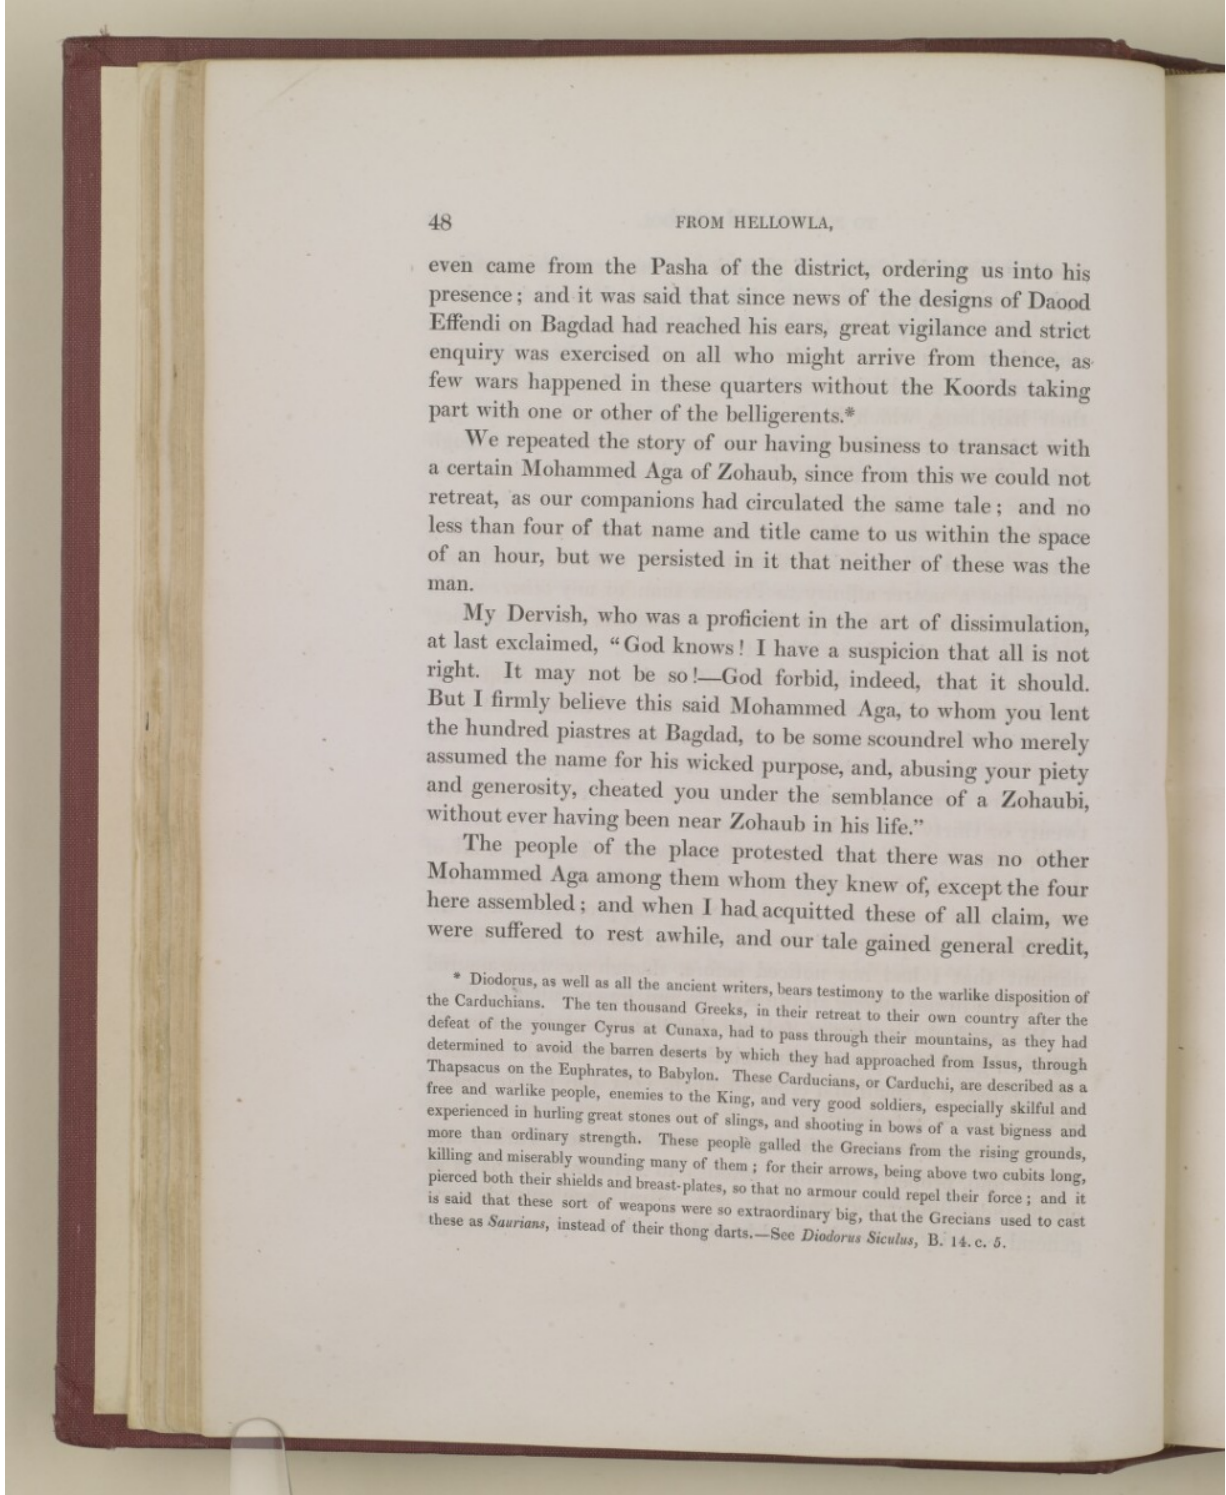 48 FROM HELLOWLA,
even came from the Pasha of the district, ordering us into his
presence; and it was said that since news of the designs of Daood
Effendi on Bagdad had reached his ears, great vigilance and strict
enquiry was exercised on all who might arrive from thence, as
few wars happened in these quarters without the Koords taking
part with one or other of the belligerents.*
We repeated the story of our having business to transact with
a certain Mohammed Aga of Zohaub, since from this we could not
retreat, as our companions had circulated the same tale; and no
less than four of that name and title came to us within the space
of an hour, but we persisted in it that neither of these was the
man.
My Dervish, who was a proficient in the art of dissimulation,
at last exclaimed, “God knows! I have a suspicion that all is not
right. It may not be so!—God forbid, indeed, that it should.
But I firmly believe this said Mohammed Aga, to whom you lent
the hundred piastres at Bagdad, to be some scoundrel who merely
assumed the name for his wicked purpose, and, abusing your piety
and generosity, cheated you under the semblance of a Zohaubi,
without ever having been near Zohaub in his life.”
The people of the place protested that there was no other
Mohammed Aga among them whom they knew of, except the four
here assembled; and when I had acquitted these of all claim, we
were suffered to rest awhile, and our tale gained general credit,
* Diodorus, as well as all the ancient writers, bears testimony to the warlike disposition of
the Carduchians. The ten thousand Greeks, in their retreat to their own country after the
defeat of the younger Cyrus at Cunaxa, had to pass through their mountains, as they had
determined to avoid the barren deserts by which they had approached from Issus, through
Thapsacus on the Euphrates, to Babylon. These Carducians, or Carduchi, are described as a
free and warlike people, enemies to the King, and very good soldiers, especially skilful and
experienced in hurling great stones out of slings, and shooting in bows of a vast bigness and
more than ordinary strength. These people galled the Grecians from the rising grounds,
killing and miserably wounding many of them; for their arrows, being above two cubits long,
pierced both their shields and breast-plates, so that no armour could repel their force; and it
is said that these sort of weapons were so extraordinary big, that the Grecians used to cast
these as Saurians, instead of their thong darts.—See Diodorus Siculus, B. 14. c. 5.